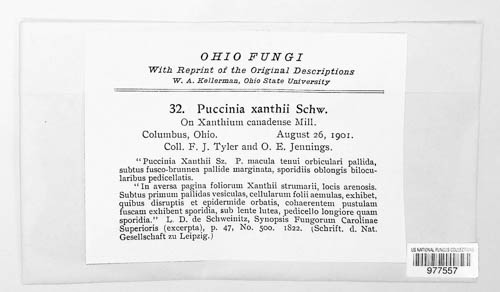 OHIO FUNGI
With Reprint of the Original Descriptions
W. A. Kellerman, Ohio State University
32. Puccinia xanthii Schw.
On Xanthium canadense Mill.
Columbus, Ohio. August 26, 1901.
Coll. F. J. Tyler and O. E. Jennings.
"Puccinia Xanthii Sz. P. macula tenui orbiculari pallida,
subtus fusco-brunnea pallide marginata, sporidiis oblongis bilocu-
laribus pedicellatis.
"In aversa pagina foliorum Xanthii strumarii, locis arenosis.
Subtus primum pallidas vesiculas, cellularum folii aemulas, exhibet,
quibus disruptis et epidermide orbatis, cohaerentem pustulam
fuscam exhibent sporidia, sub lente lutea, pedicello longiore quam
sporidia." L. D. de Schweinitz, Synopsis Fungorum Carolinae
Superioris (excerpta), p. 47, No. 500. 1822. (Schrift. d. Nat.
Gesellschaft zu Leipzig.)
US NATIONAL FUNGUS COLLECTIONS
977557